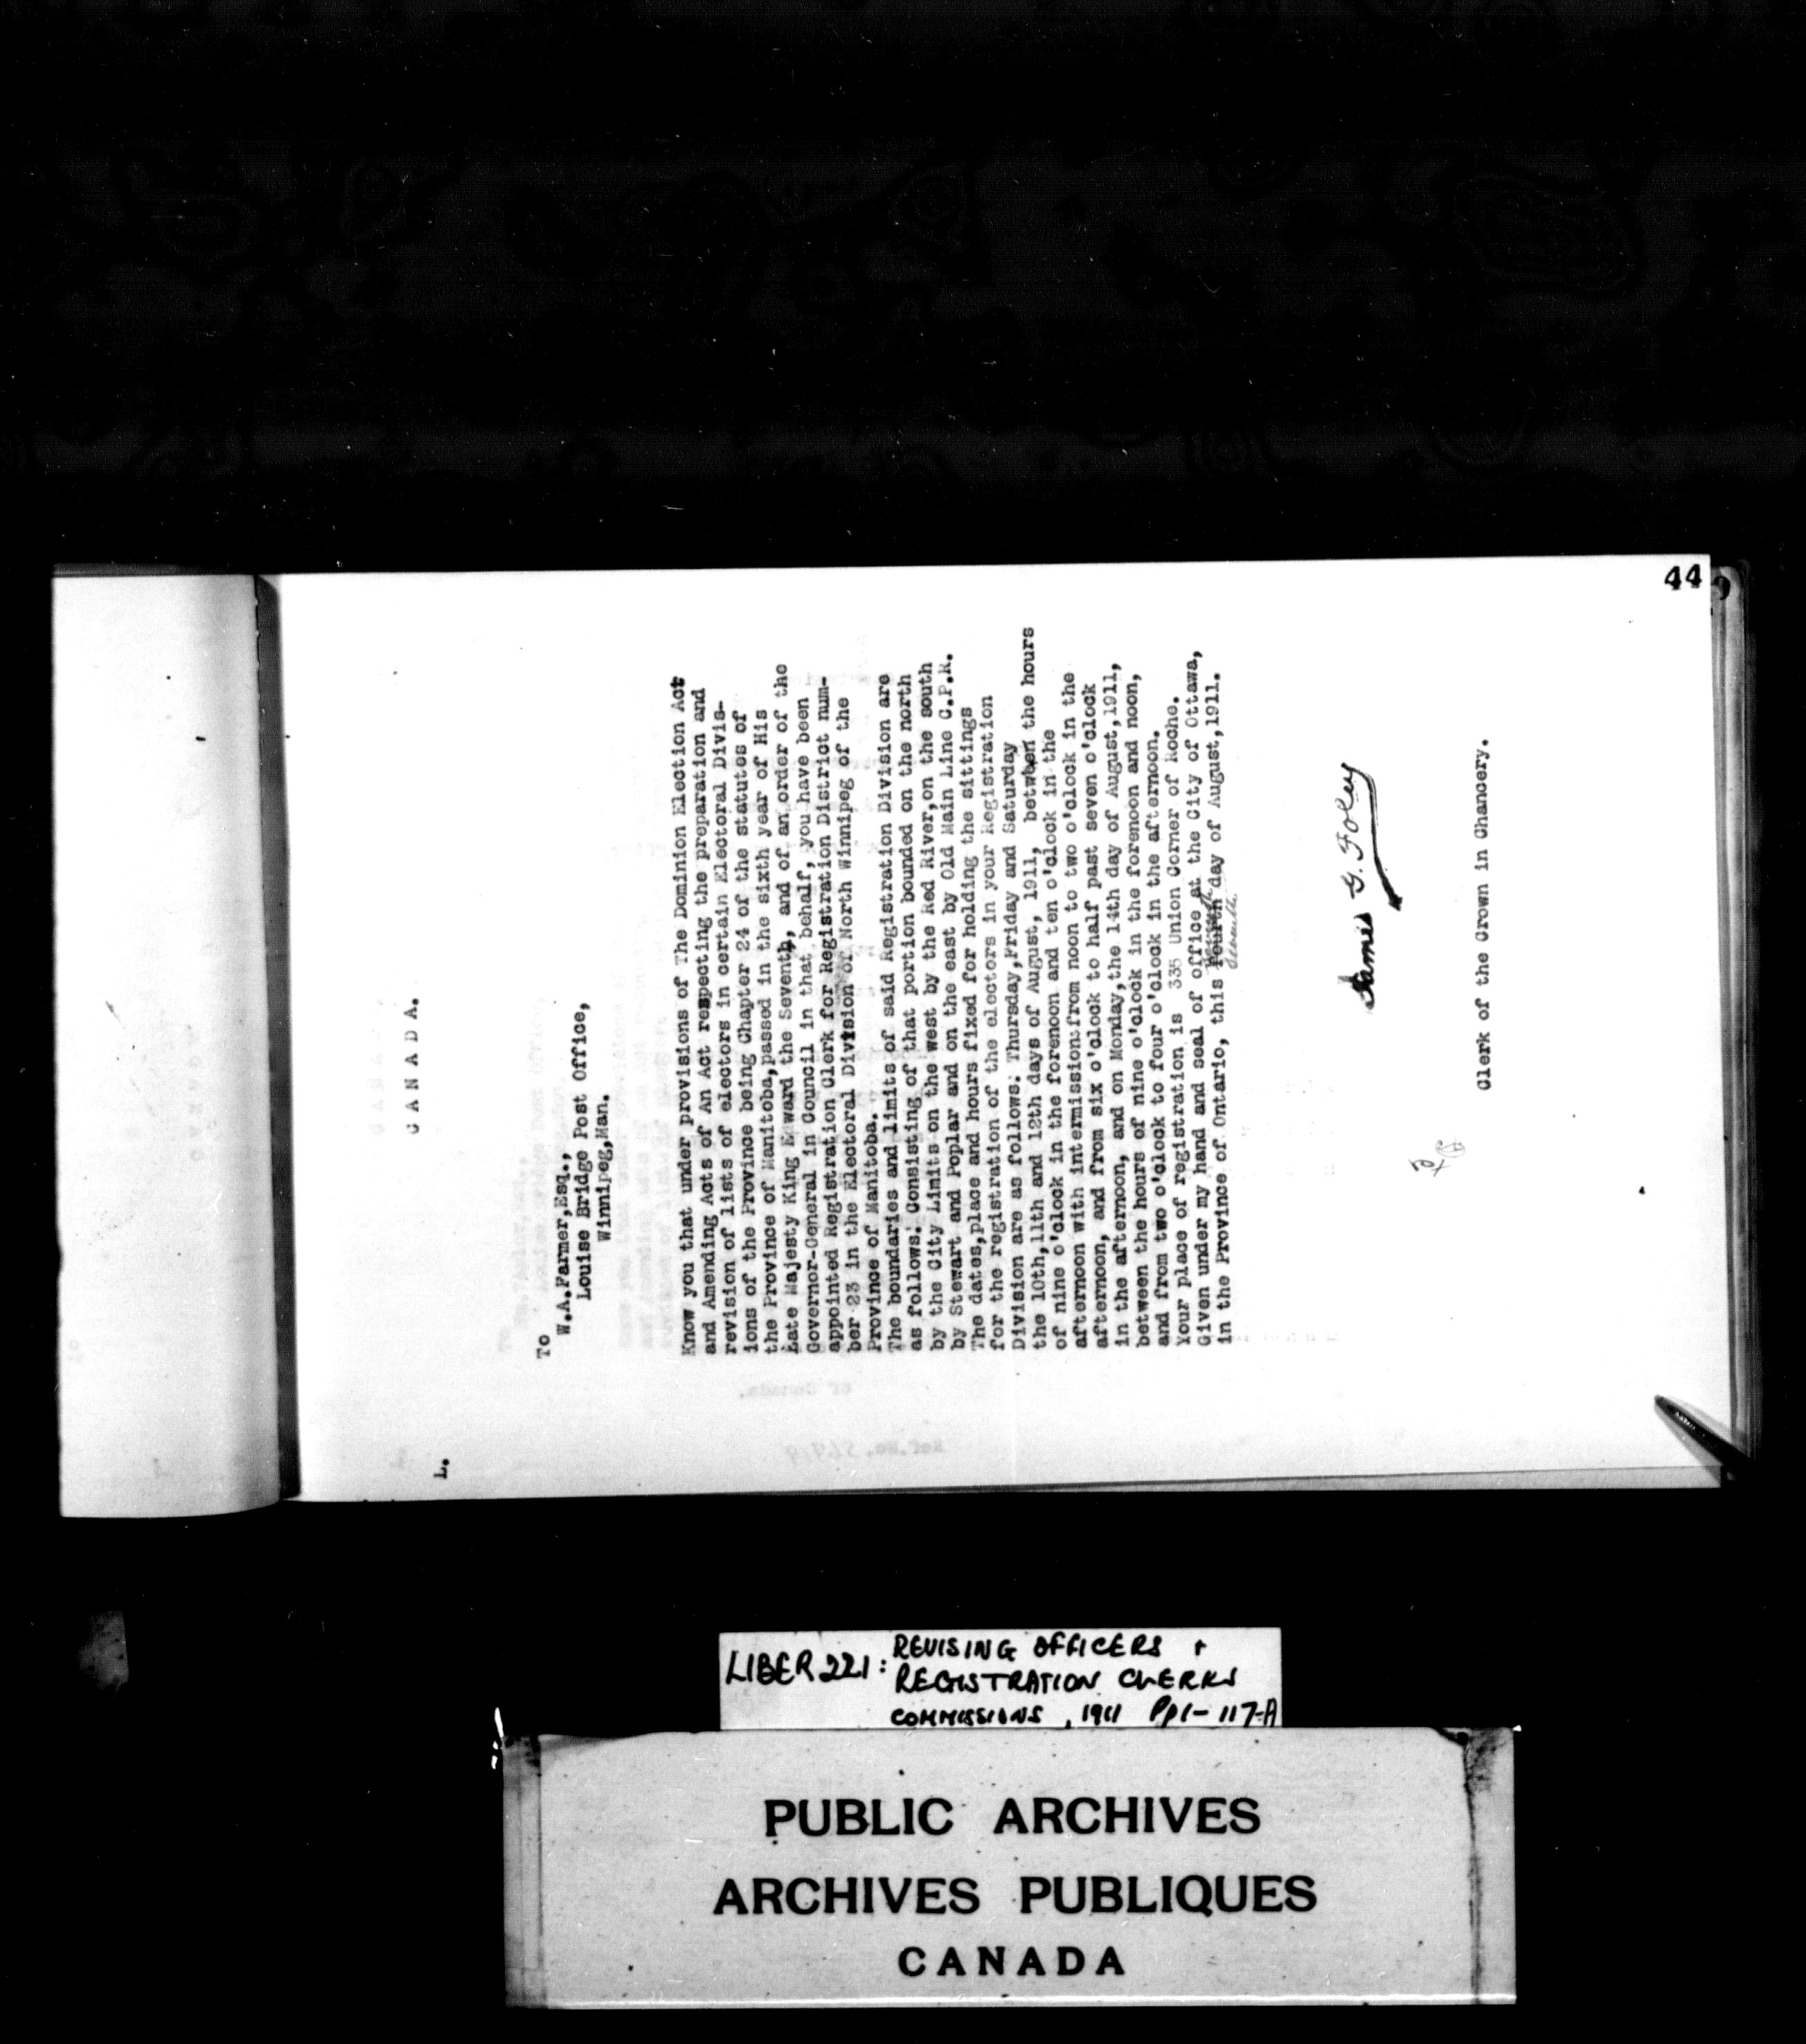 44
L.
CANADA.
To
W.A.Farmer,Esq.,
Louise Bridge Post Office,
Winnipeg,Man.
Know you that under provisions of The Dominion Election Act
and Amending Acts of An Act respecting the preparation and
revision of lists of electors in certain Electoral Divis-
ions of the Province being Chapter 24 of the statutes of
the Province of Manitoba,passed in the sixth year of His
Late Majesty King Edward the Seventh, and of an order of the
Governor-General in Council in that behalf, you have been
appointed Registration Clerk for Registration District num-
ber 23 in the Electoral Division of North Winnipeg of the
Province of Manitoba.
The boundaries and limits of said Registration Division are
as follows: Consisting of that portion bounded on the north
by the City Limits on the west by the Red River,on the south
by Stewart and Poplar and on the east by Old Main Line C.P.R.
The dates,place and hours fixed for holding the sittings
for the registration of the electors in your Registration
Division are as follows: Thursday,Friday and Saturday
the 10th,11th and 12th days of August, 1911, between the hours
of nine o'clock in the forenoon and ten o'clock in the
afternoon with intermissions from noon to two o'clock in the
afternoon, and from six o'clock to half past seven o'clock
in the afternoon, and on Monday,the 14th day of August,1911,
between the hours of nine o'clock in the forenoon and noon,
and from two o'clock to four o'clock in the afternoon.
Your place of registration is 335 Union Corner of Roche.
Given under my hand and seal of office at the City of Ottawa,
in the Province of Ontario, this fourth day of August,1911.
James G. Foley
Clerk of the Crown in Chancery.
LIBER 221: REVISING OFFICERS +
REGISTRATION CLERKS
COMMISSIONS, 1911 Pp 1-117-A
PUBLIC ARCHIVES
ARCHIVES PUBLIQUES
CANADA